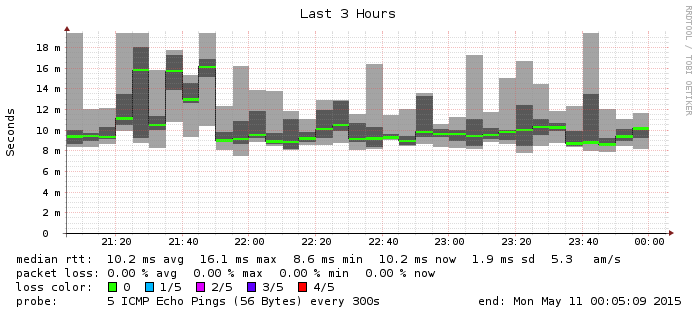 Last 3 Hours
RRDTOOL / TOBI OETIKER
Seconds
18 m
16 m
14 m
12 m
10 m
8 m
6 m
4 m
2 m
0
21:20 21:40 22:00 22:20 22:40 23:00 23:20 23:40 00:00
median rtt: 10.2 ms avg 16.1 ms max 8.6 ms min 10.2 ms now 1.9 ms sd 5.3 am/s
packet loss: 0.00 % avg 0.00 % max 0.00 % min 0.00 % now
loss color: 0 1/5 2/5 3/5 4/5
probe: 5 ICMP Echo Pings (56 Bytes) every 300s end: Mon May 11 00:05:09 2015